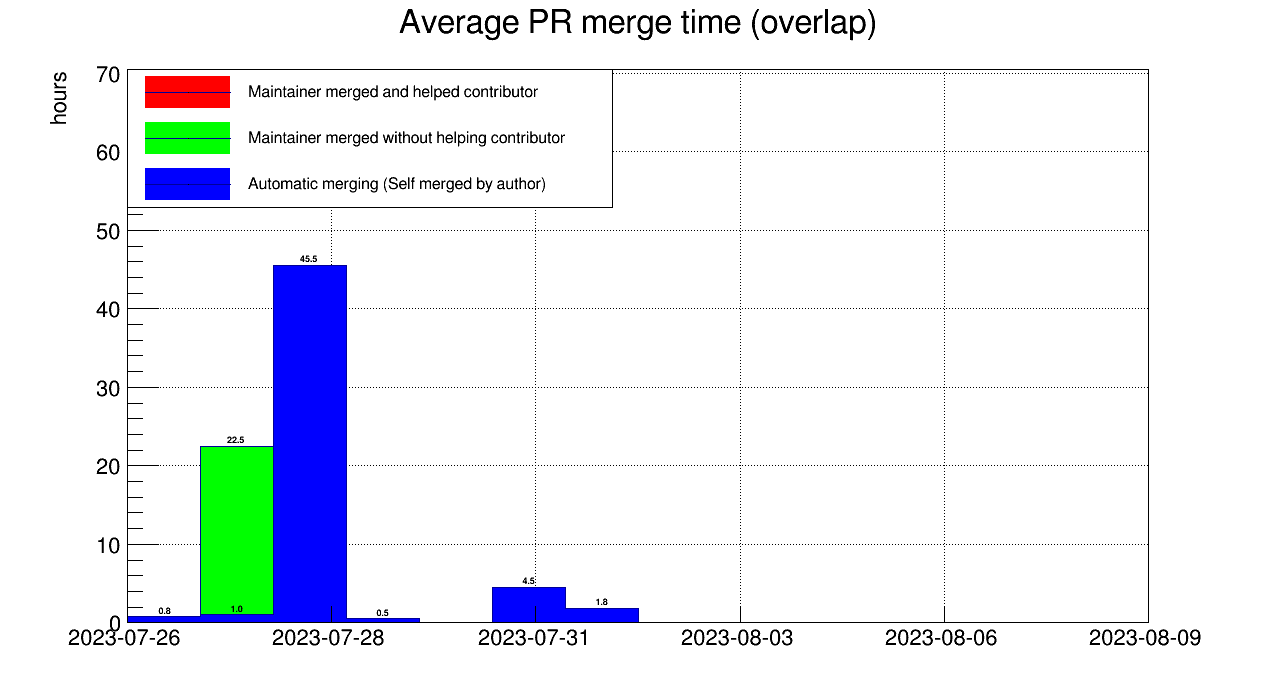 Average PR merge time (overlap)
hours
70
60
50
40
30
20
10
0
Maintainer merged and helped contributor
Maintainer merged without helping contributor
Automatic merging (Self merged by author)
45.5
22.5
0.8
1.0
0.5
4.5
1.8
2023-07-26 2023-07-28 2023-07-31 2023-08-03 2023-08-06 2023-08-09